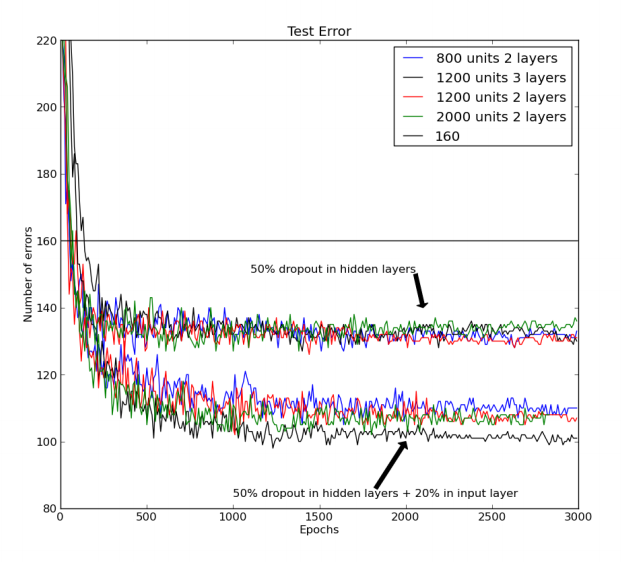 Test Error
220
200
180
160
140
120
100
80
Number of errors
800 units 2 layers
1200 units 3 layers
1200 units 2 layers
2000 units 2 layers
160
50% dropout in hidden layers
50% dropout in hidden layers + 20% in input layer
0 500 1000 1500 2000 2500 3000
Epochs